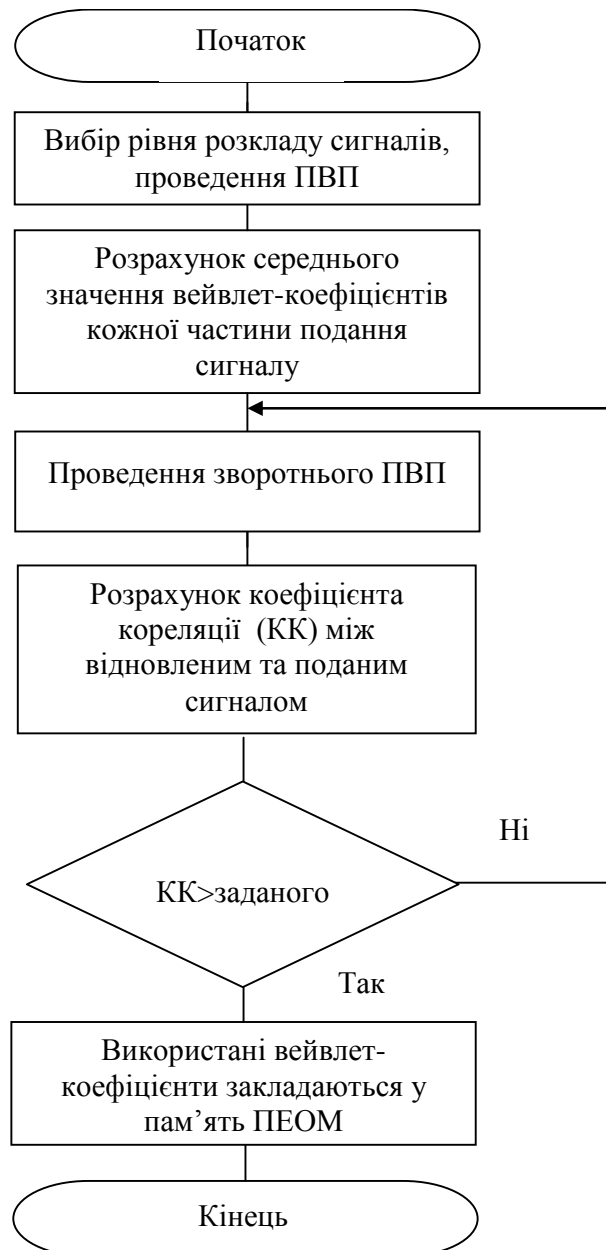 Початок
Вибір рівня розкладу сигналів,
проведення ПВП
Розрахунок середнього
значення вейвлет-коефіцієнтів
кожної частини подання
сигналу
Проведення зворотнього ПВП
Розрахунок коефіцієнта
кореляції (КК) між
відновленим та поданим
сигналом
Ні
КК>заданого
Так
Використані вейвлет-
коефіцієнти закладаються у
пам’ять ПЕОМ
Кінець